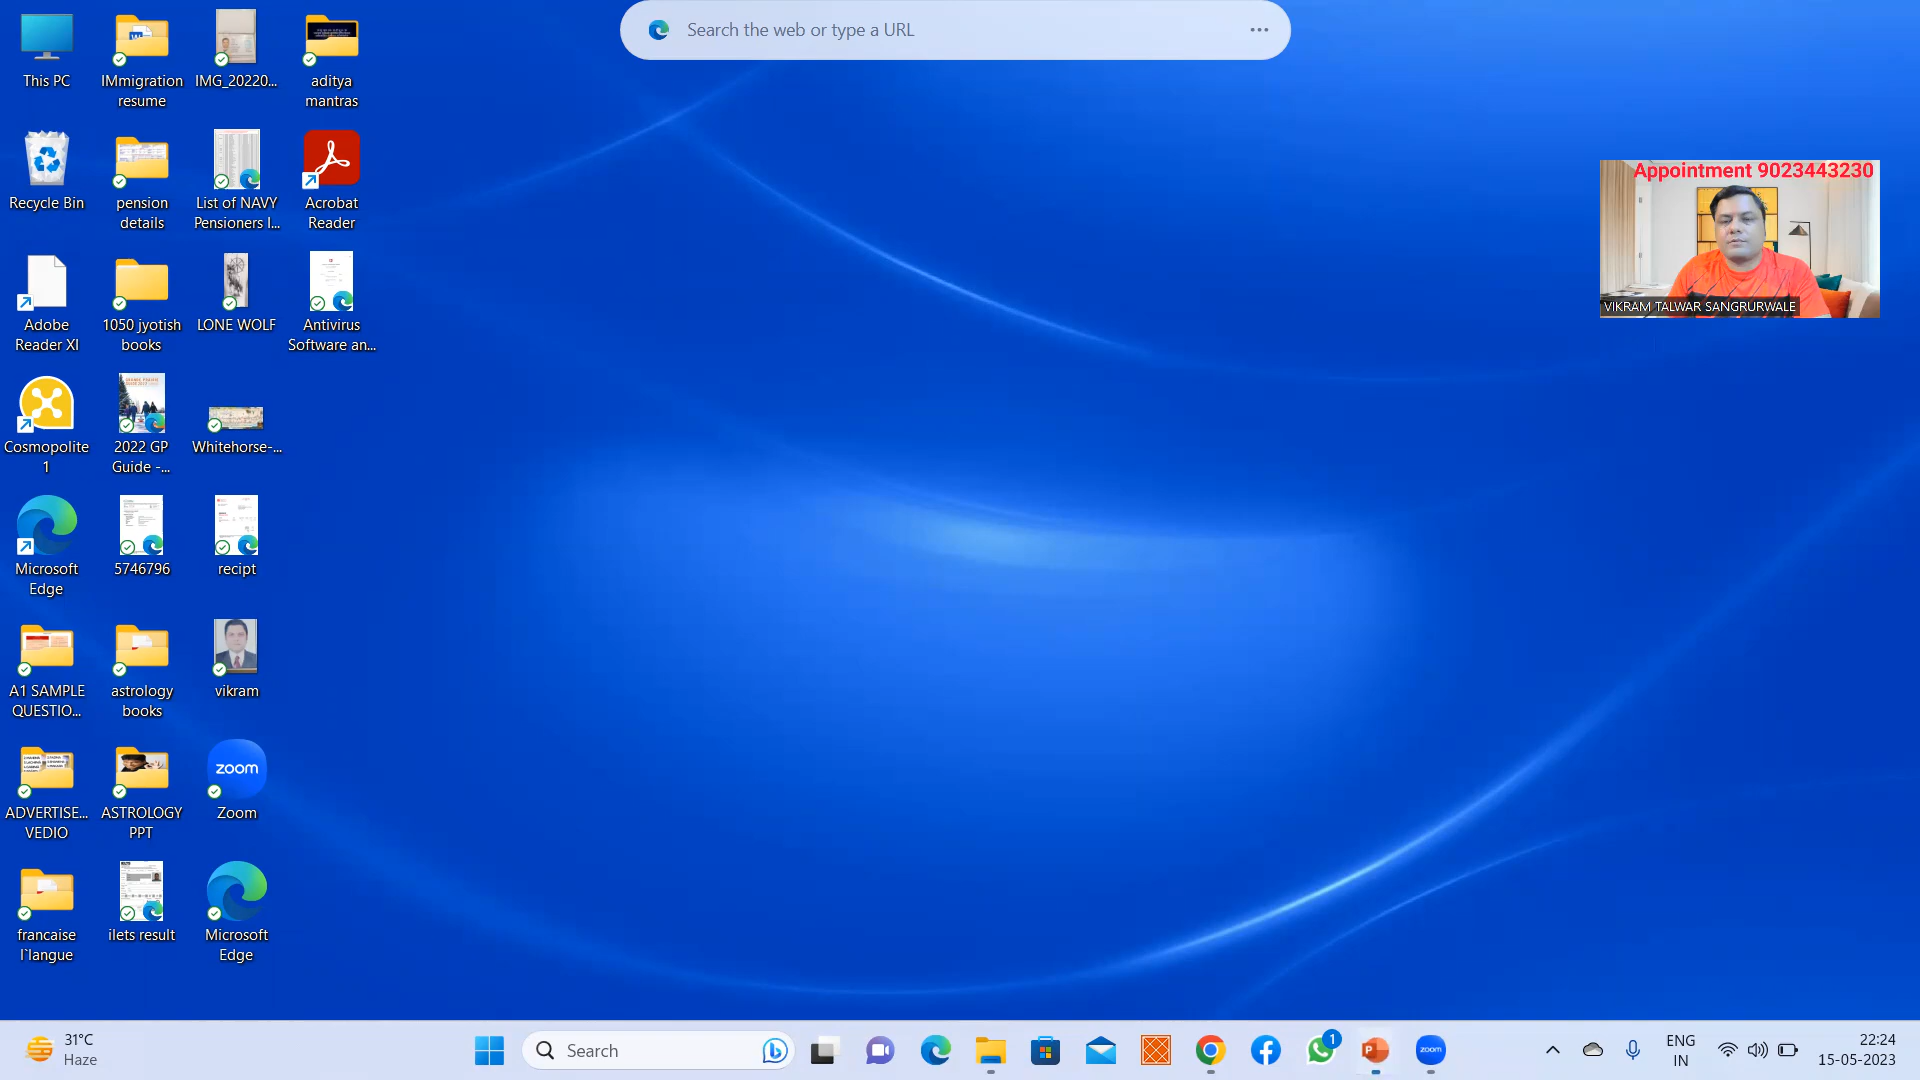 Search the web or type a URL
This PC
IMmigration
resume
IMG_20220...
aditya
mantras
Recycle Bin
pension
details
List of NAVY
Pensioners I...
Acrobat
Reader
Appointment 9023443230
VIKRAM TALWAR SANGRURWALE
Adobe
Reader XI
1050 jyotish
books
LONE WOLF
Antivirus
Software an...
Cosmopolite
1
2022 GP
Guide -...
Whitehorse-...
Microsoft
Edge
5746796
recipt
A1 SAMPLE
QUESTIO...
astrology
books
vikram
ADVERTISE...
VEDIO
ASTROLOGY
PPT
zoom
Zoom
francaise
l`langue
ilets result
Microsoft
Edge
31°C
Haze
Search
1
zoom
ENG
IN
22:24
15-05-2023